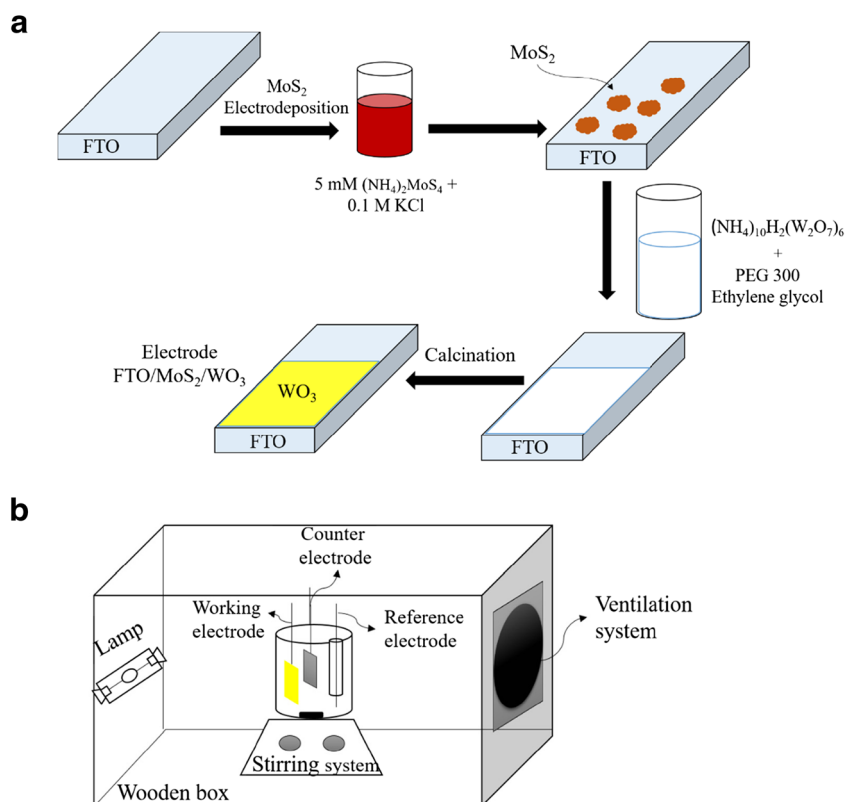 a
MoS₂
Electrodeposition
FTO
5 mM (NH₄)₂MoS₄ +
0.1 M KCl
MoS₂
FTO
(NH₄)₁₀H₂(W₂O₇)₆
+
PEG 300
Ethylene glycol
Electrode
FTO/MoS₂/WO₃
Calcination
WO₃
FTO
FTO
b
Counter
electrode
Working
electrode
Reference
electrode
Ventilation
system
Lamp
Stirring system
Wooden box